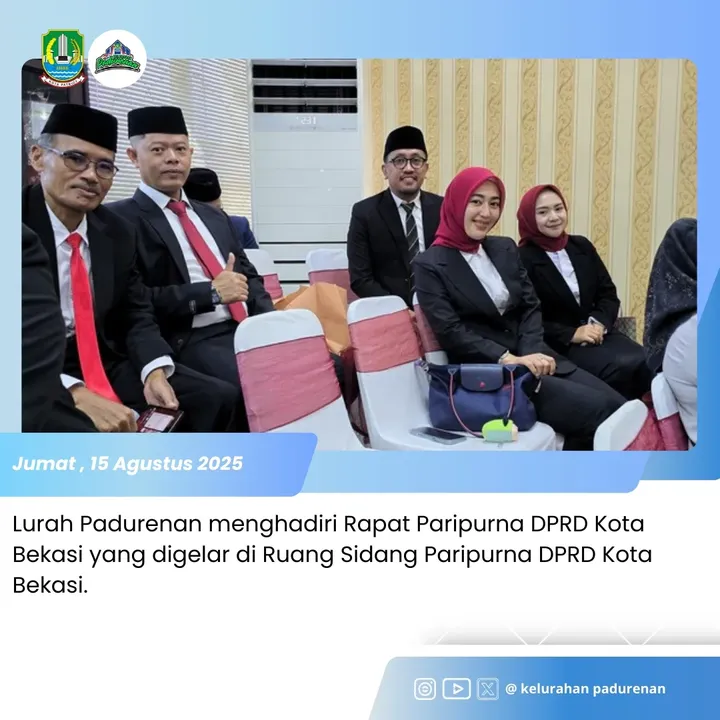 Jumat , 15 Agustus 2025
Lurah Padurenan menghadiri Rapat Paripurna DPRD Kota
Bekasi yang digelar di Ruang Sidang Paripurna DPRD Kota
Bekasi.
@ kelurahan padurenan